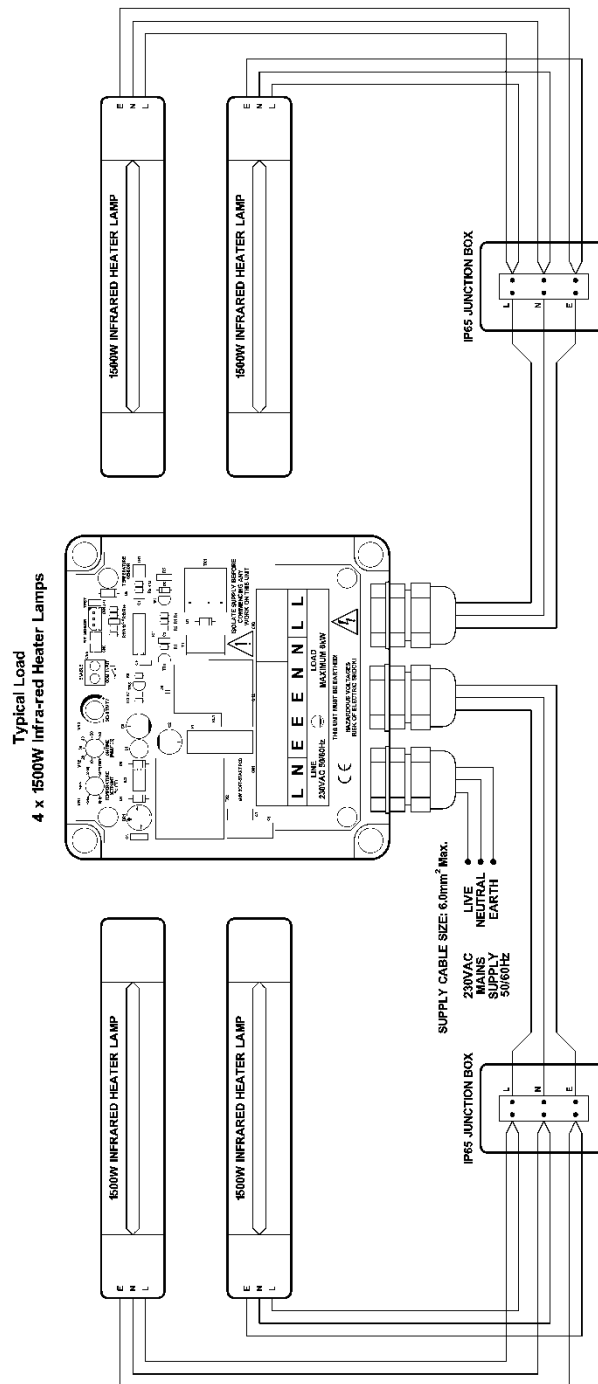 Typical Load
4 x 1500W Infra-red Heater Lamps
E
N
L
1500W INFRARED HEATER LAMP
E
N
L
1500W INFRARED HEATER LAMP
1500W INFRARED HEATER LAMP
E
N
L
1500W INFRARED HEATER LAMP
E
N
L
ISOLATE SUPPLY BEFORE
COMMENCING ANY
WORK ON THIS UNIT
L N E E E N N L L
LINE
230VAC 50/60Hz
LOAD
MAXIMUM 6kW
THIS UNIT MUST BE EARTHED!
HAZARDOUS VOLTAGES
RISK OF ELECTRIC SHOCK!
CE
SUPPLY CABLE SIZE: 6.0mm² Max.
230VAC
MAINS
SUPPLY
50/60Hz
LIVE
NEUTRAL
EARTH
IP65 JUNCTION BOX
L
N
E
IP65 JUNCTION BOX
L
N
E